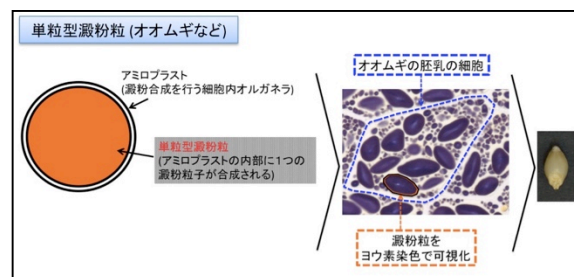 単粒型澱粉粒 (オオムギなど)
アミロプラスト
(澱粉合成を行う細胞内オルガネラ)
単粒型澱粉粒
(アミロプラストの内部に1つの
澱粉粒子が合成される)
オオムギの胚乳の細胞
澱粉粒を
ヨウ素染色で可視化